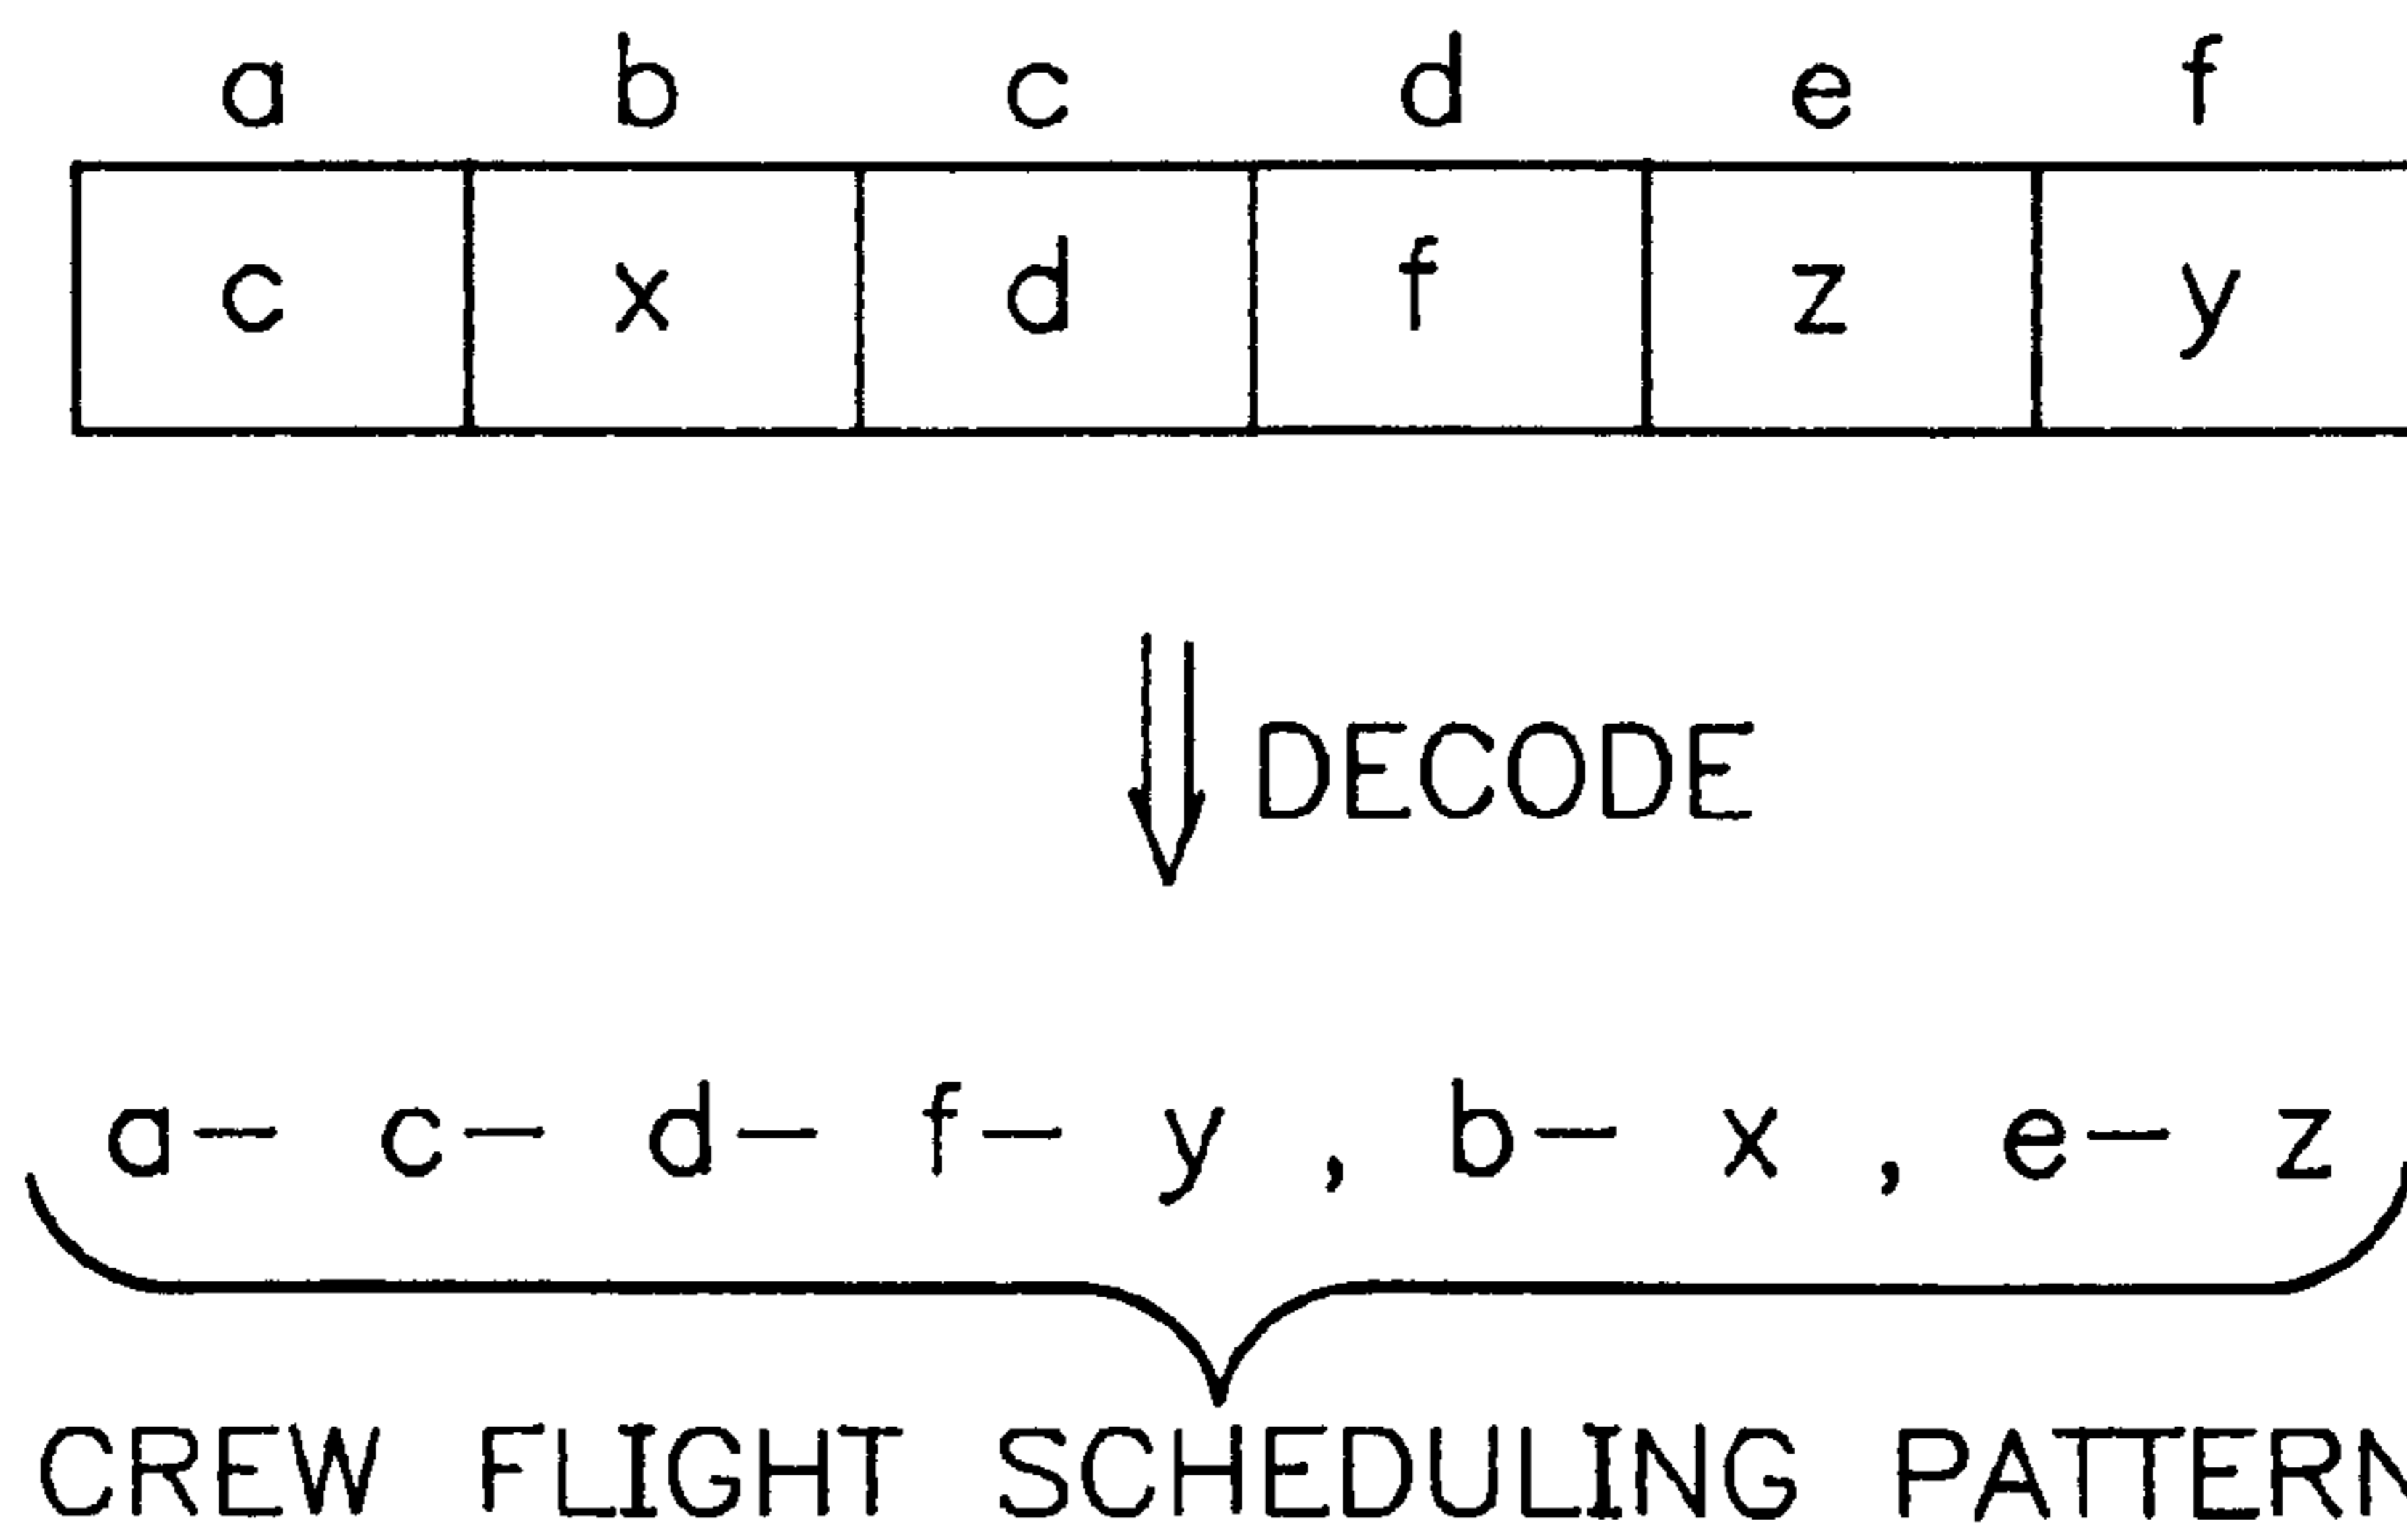 a b c d e f
c x d f z y
DECODE
a— c— d— f— y , b— x , e— z
CREW FLIGHT SCHEDULING PATTERN